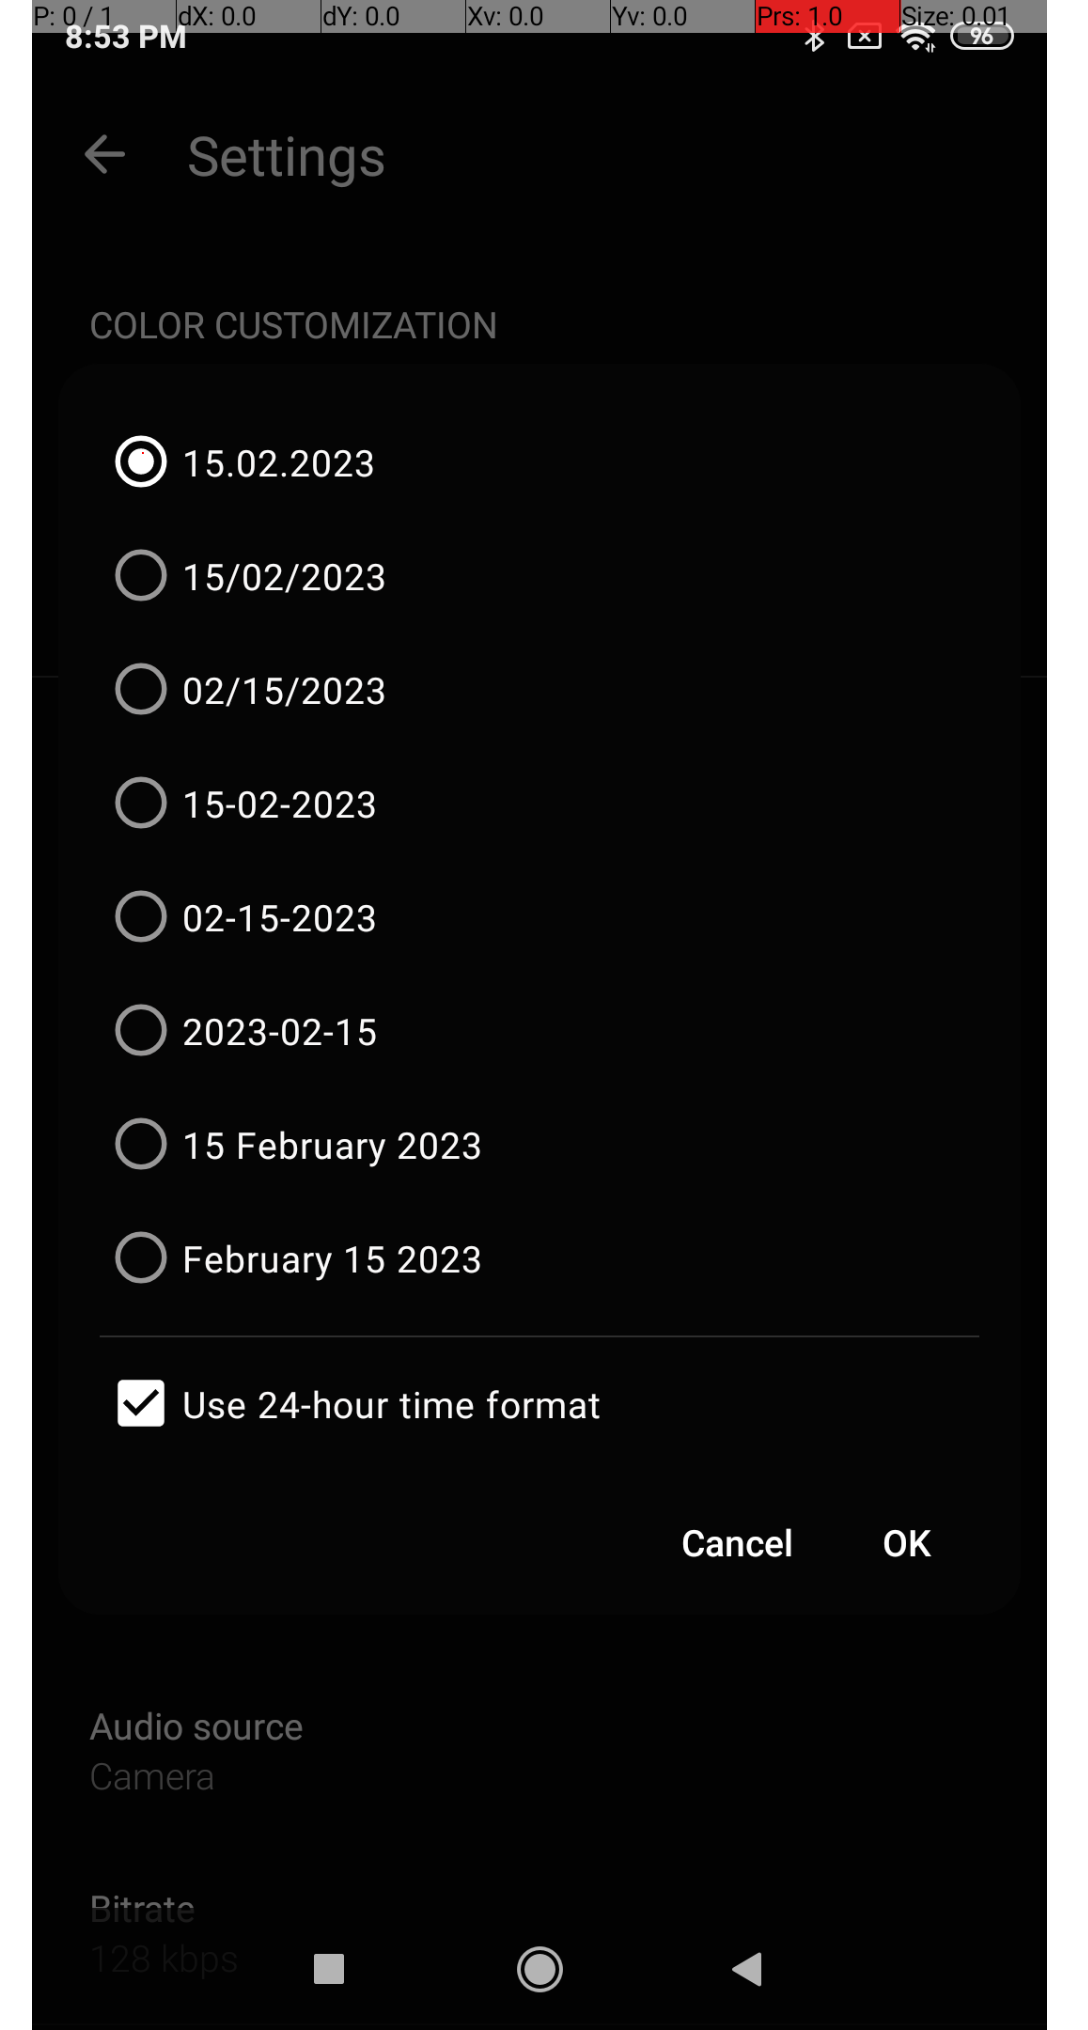 P: 0 / 1 dX: 0.0 dY: 0.0 Xv: 0.0 Yv: 0.0 Prs: 1.0 Size: 0.01
8:53 PM 96
Settings
COLOR CUSTOMIZATION
15.02.2023
15/02/2023
02/15/2023
15-02-2023
02-15-2023
2023-02-15
15 February 2023
February 15 2023
Use 24-hour time format
Cancel OK
Audio source
Camera
Bitrate
128 kbps